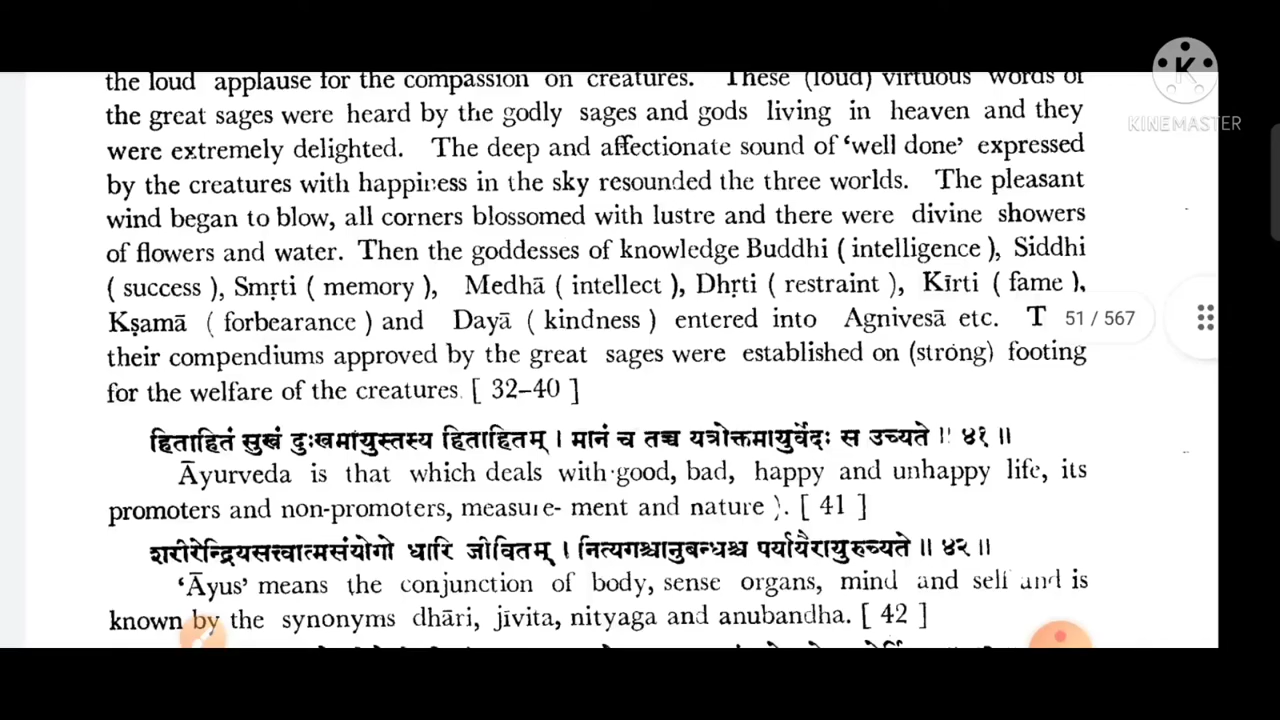 the loud applause for the compassion on creatures. These (loud) virtuous words of
the great sages were heard by the godly sages and gods living in heaven and they
were extremely delighted. The deep and affectionate sound of ‘well done’ expressed
by the creatures with happiness in the sky resounded the three worlds. The pleasant
wind began to blow, all corners blossomed with lustre and there were divine showers
of flowers and water. Then the goddesses of knowledge Buddhi ( intelligence ), Siddhi
( success ), Smṛti ( memory ), Medhā ( intellect ), Dhṛti ( restraint ), Kīrti ( fame ),
Kṣamā ( forbearance ) and Dayā ( kindness ) entered into Agnivesā etc. T
their compendiums approved by the great sages were established on (strong) footing
for the welfare of the creatures. [ 32–40 ]
हिताहितं सुखं दुःखमायुस्तस्य हिताहितम् । मानं च तच्च यत्रोक्तमायुर्वेदः स उच्यते ॥ ४१ ॥
Āyurveda is that which deals with good, bad, happy and unhappy life, its
promoters and non-promoters, measure- ment and nature ). [ 41 ]
शरीरेन्द्रियसत्त्वात्मसंयोगो धारि जीवितम् । नित्यगश्चानुबन्धश्च पर्यायैरायुरुच्यते ॥ ४२ ॥
‘Āyus’ means the conjunction of body, sense organs, mind and self and is
known by the synonyms dhāri, jīvita, nityaga and anubandha. [ 42 ]
51 / 567
K
KINEMASTER